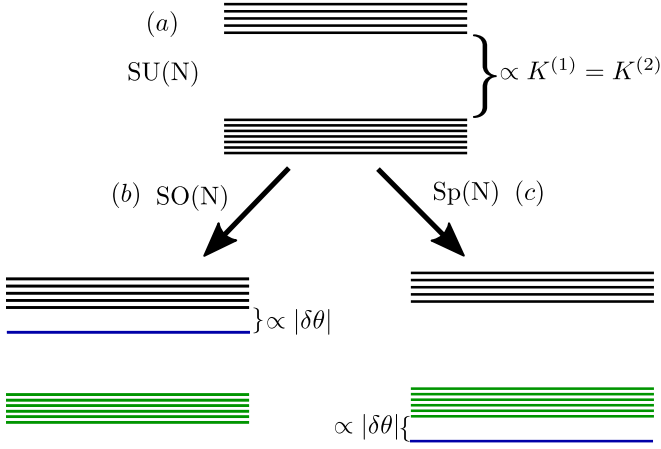 (a)
SU(N)
∝ K⁽¹⁾ = K⁽²⁾
(b) SO(N)
Sp(N) (c)
∝ |δθ|
∝ |δθ|